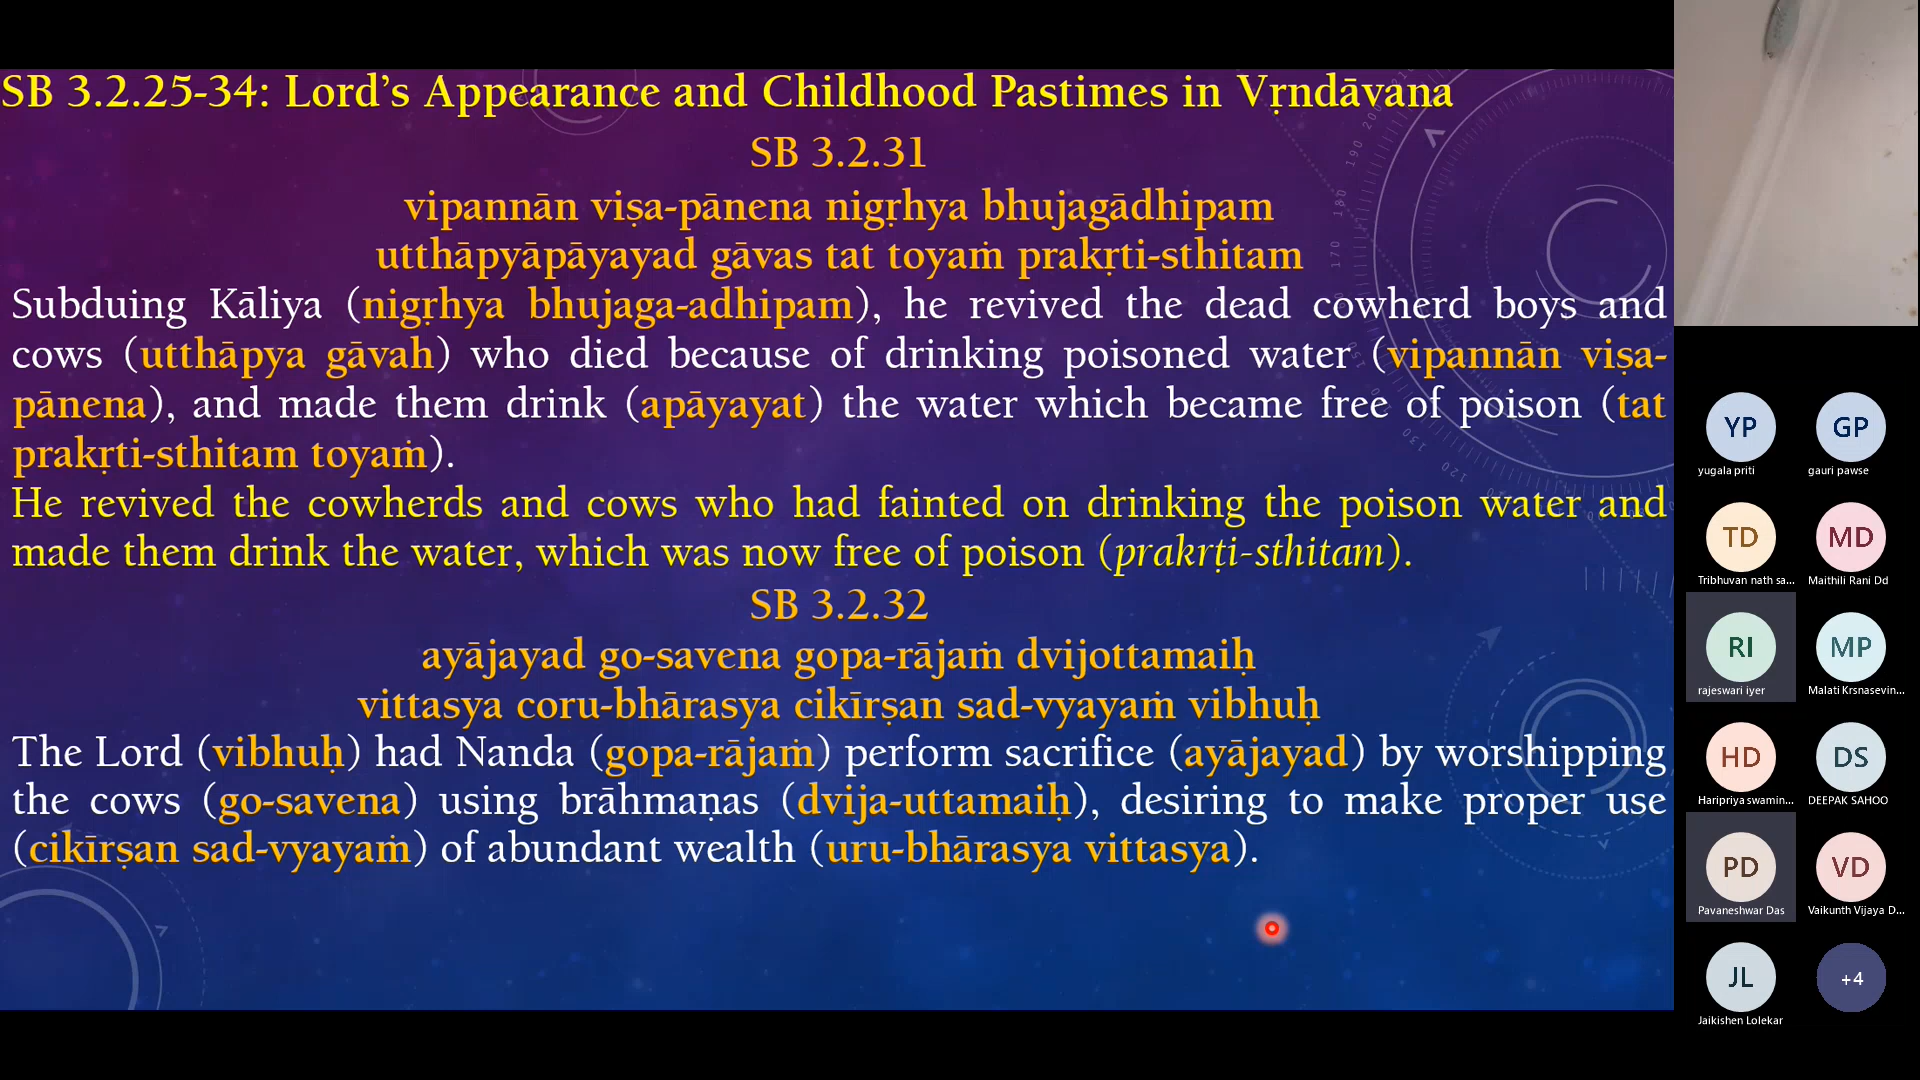 SB 3.2.25-34: Lord’s Appearance and Childhood Pastimes in Vṛndāvana
SB 3.2.31
vipannān viṣa-pānena nigṛhya bhujagādhipam
utthāpyāpāyayad gāvas tat toyaṁ prakṛti-sthitam
Subduing Kāliya (nigṛhya bhujaga-adhipam), he revived the dead cowherd boys and
cows (utthāpya gāvah) who died because of drinking poisoned water (vipannān viṣa-
pānena), and made them drink (apāyayat) the water which became free of poison (tat
prakṛti-sthitam toyaṁ).
He revived the cowherds and cows who had fainted on drinking the poison water and
made them drink the water, which was now free of poison (prakrṭi-sthitam).
SB 3.2.32
ayājayad go-savena gopa-rājaṁ dvijottamaiḥ
vittasya coru-bhārasya cikīrṣan sad-vyayaṁ vibhuḥ
The Lord (vibhuḥ) had Nanda (gopa-rājaṁ) perform sacrifice (ayājayad) by worshipping
the cows (go-savena) using brāhmaṇas (dvija-uttamaiḥ), desiring to make proper use
(cikīrṣan sad-vyayaṁ) of abundant wealth (uru-bhārasya vittasya).
YP
yugala priti
GP
gauri pawse
TD
Tribhuvan nath sa...
MD
Maithili Rani Dd
RI
rajeswari iyer
MP
Malati Krsnasevin...
HD
Haripriya swamin...
DS
DEEPAK SAHOO
PD
Pavaneshwar Das
VD
Vaikunth Vijaya D...
JL
Jaikishen Lolekar
+4